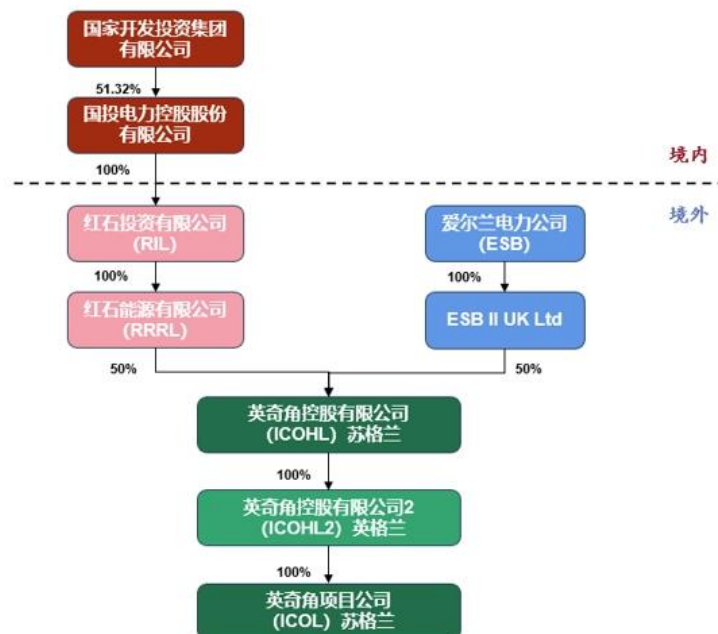 国家开发投资集团
有限公司
51.32%
国投电力控股股份
有限公司
100%
境内
境外
红石投资有限公司
(RIL)
爱尔兰电力公司
(ESB)
100%
100%
红石能源有限公司
(RRRL)
ESB II UK Ltd
50%
50%
英奇角控股有限公司
(ICOHL) 苏格兰
100%
英奇角控股有限公司2
(ICOHL2) 英格兰
100%
英奇角项目公司
(ICOL) 苏格兰